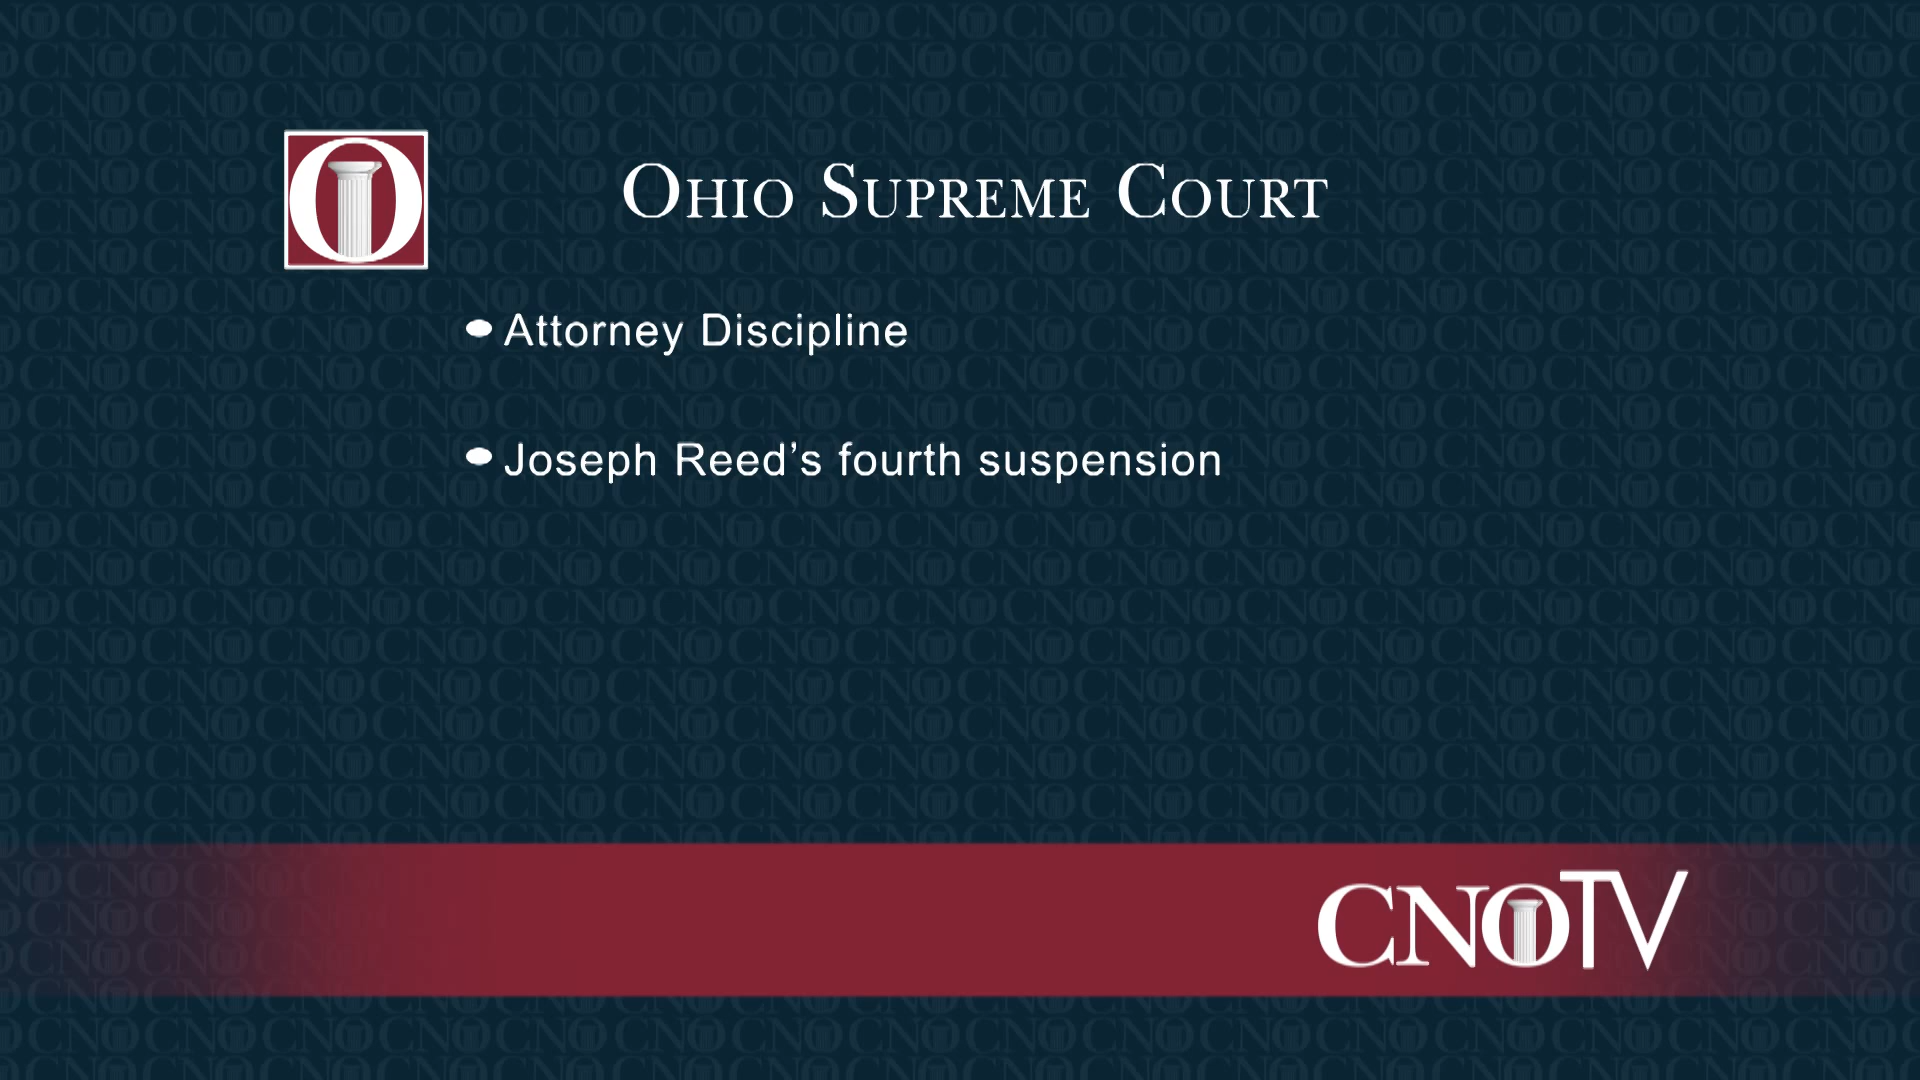 Ohio Supreme Court
Attorney Discipline
Joseph Reed’s fourth suspension
CNOTV